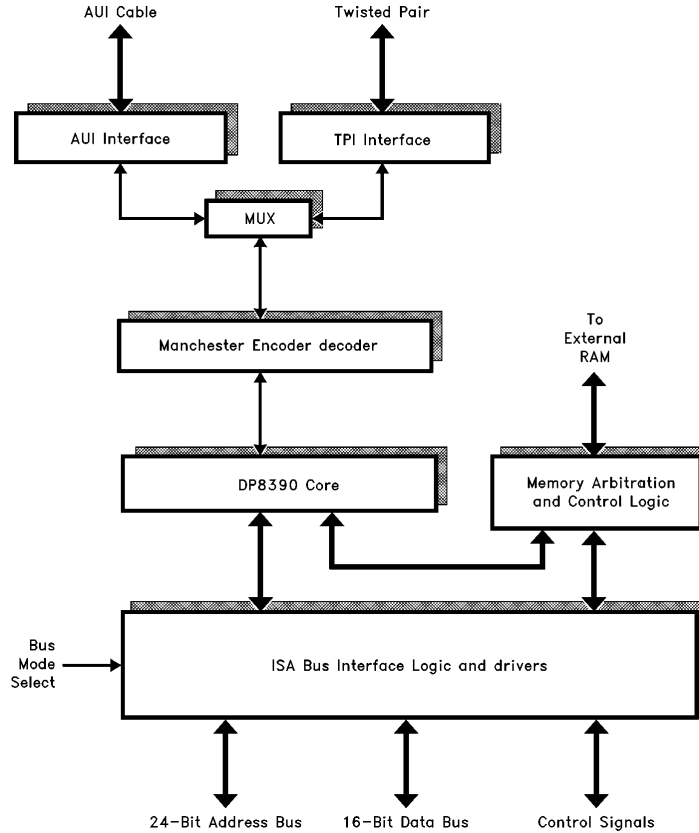 AUI Cable
Twisted Pair
AUI Interface
TPI Interface
MUX
Manchester Encoder decoder
To
External
RAM
DP8390 Core
Memory Arbitration
and Control Logic
Bus
Mode
Select
ISA Bus Interface Logic and drivers
24-Bit Address Bus
16-Bit Data Bus
Control Signals